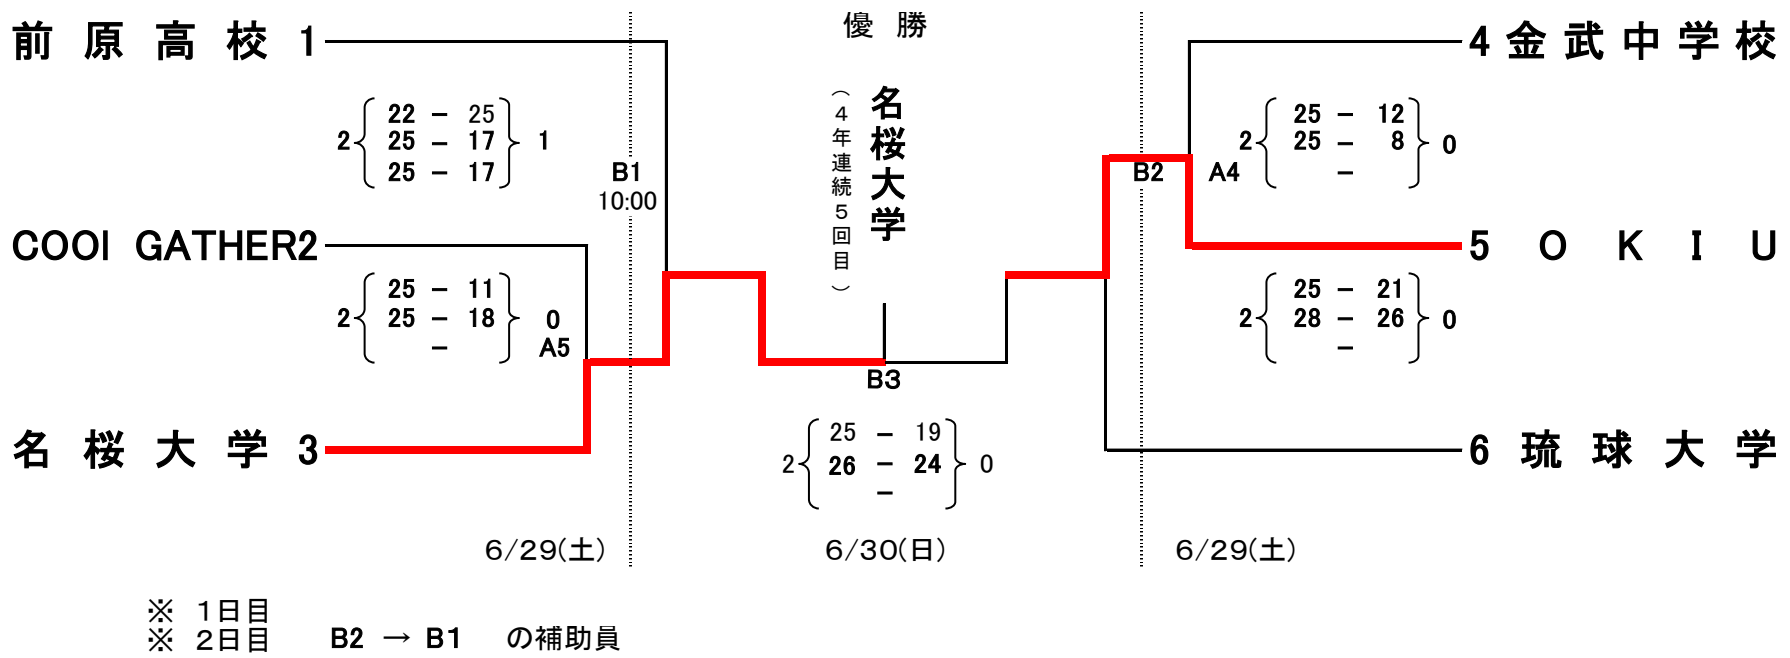 優 勝
前 原 高 校 1
4 金 武 中 学 校
名桜大学
（4年連続5回目）
22 － 25
2 25 － 17 1
25 － 17
B1
10:00
25 － 12
2 25 － 8 0
－
B2 A4
COOl GATHER2
5 O K I U
25 － 11
2 25 － 18 0
－ A5
25 － 21
2 28 － 26 0
－
B3
名 桜 大 学 3
6 琉 球 大 学
25 － 19
2 26 － 24 0
－
6/29(土) 6/30(日) 6/29(土)
※ 1日目
※ 2日目 B2 → B1 の補助員